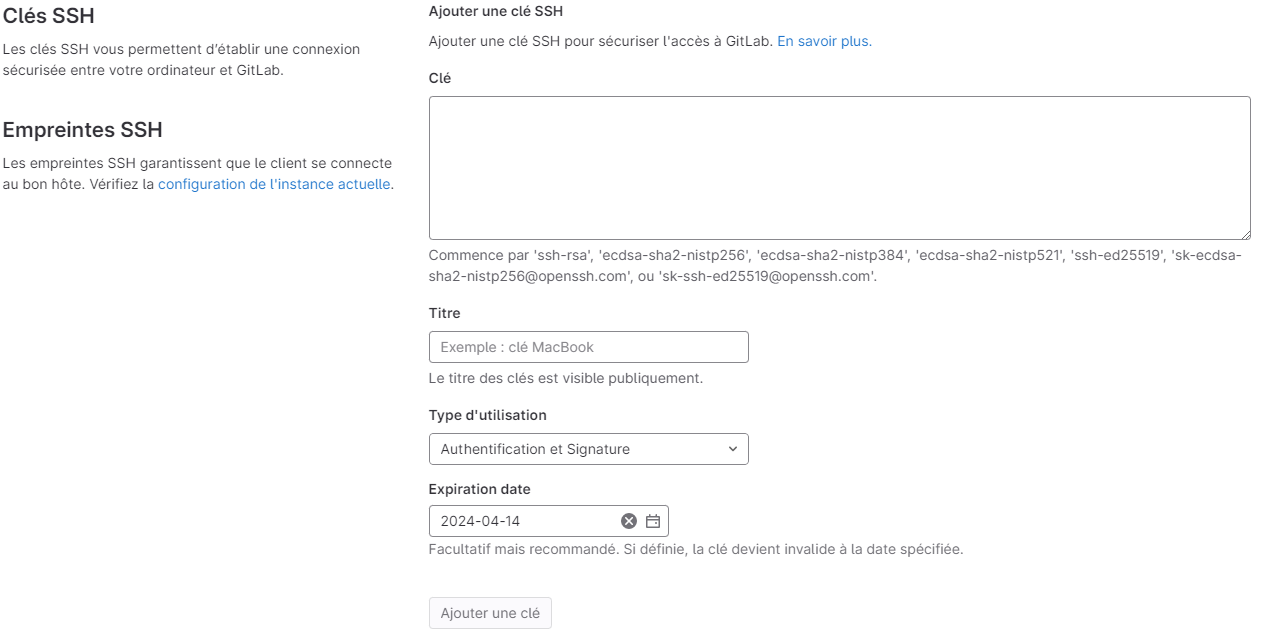 Clés SSH
Les clés SSH vous permettent d’établir une connexion
sécurisée entre votre ordinateur et GitLab.
Empreintes SSH
Les empreintes SSH garantissent que le client se connecte
au bon hôte. Vérifiez la configuration de l'instance actuelle.
Ajouter une clé SSH
Ajouter une clé SSH pour sécuriser l'accès à GitLab. En savoir plus.
Clé
Commence par 'ssh-rsa', 'ecdsa-sha2-nistp256', 'ecdsa-sha2-nistp384', 'ecdsa-sha2-nistp521', 'ssh-ed25519', 'sk-ecdsa-
sha2-nistp256@openssh.com', ou 'sk-ssh-ed25519@openssh.com'.
Titre
Exemple : clé MacBook
Le titre des clés est visible publiquement.
Type d'utilisation
Authentification et Signature
Expiration date
2024-04-14
Facultatif mais recommandé. Si définie, la clé devient invalide à la date spécifiée.
Ajouter une clé